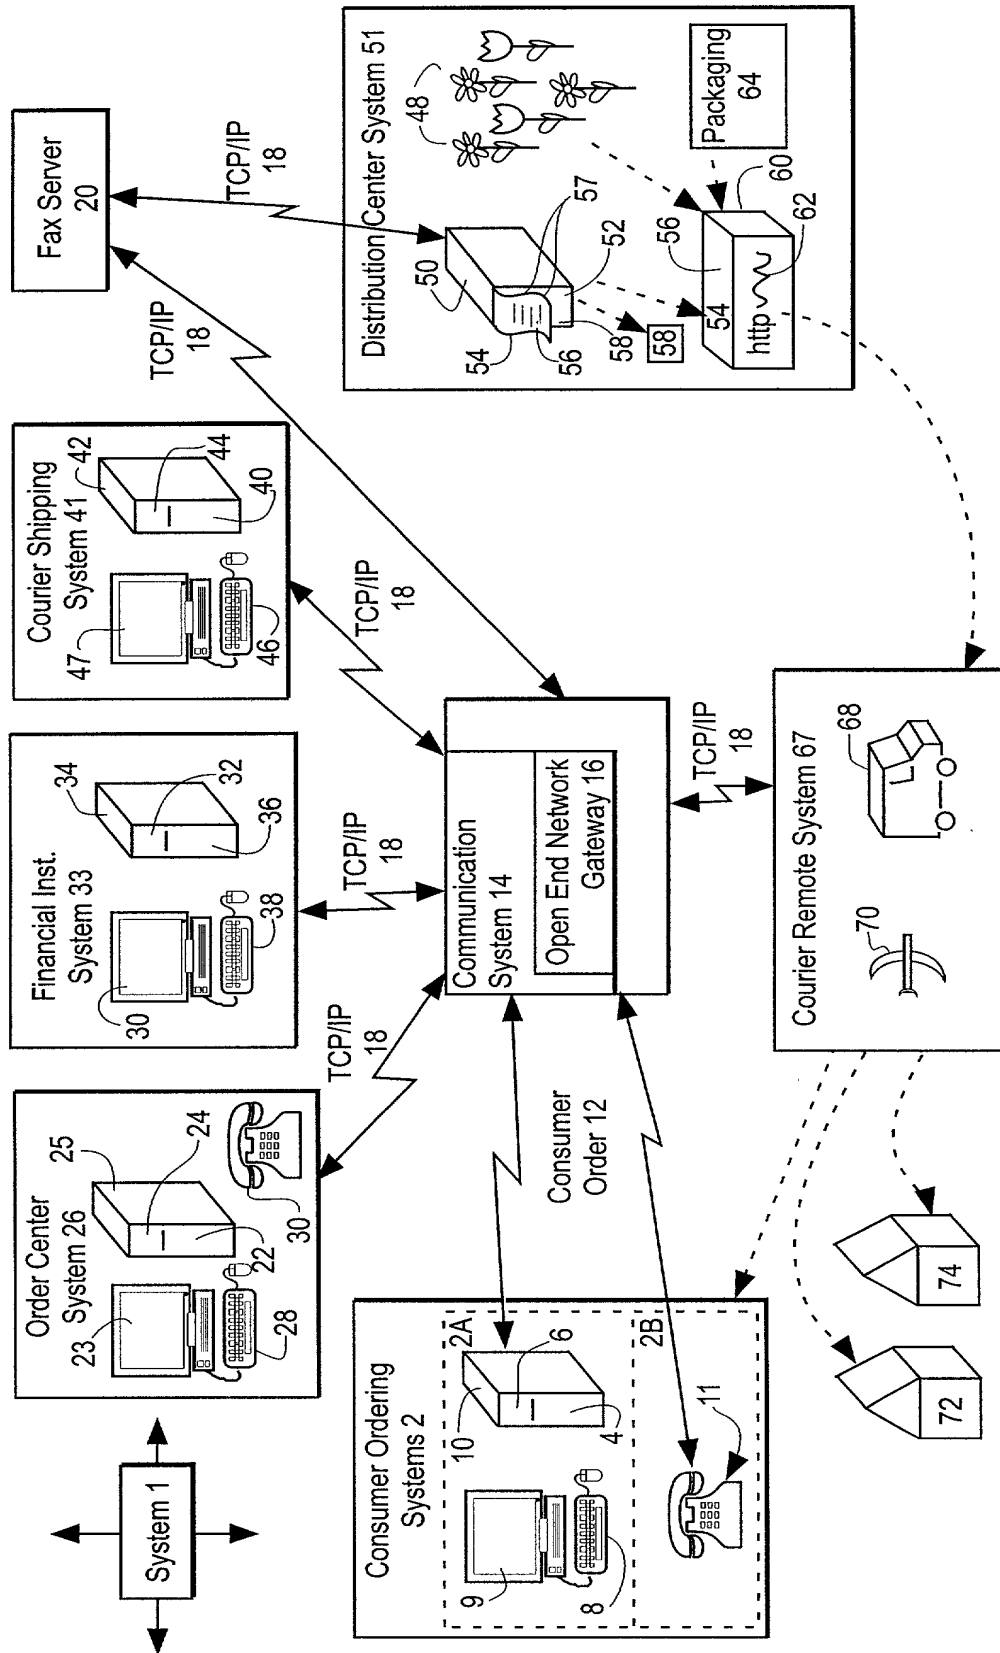 System 1
Order Center
System 26
23
25
24
22
28
30
Financial Inst.
System 33
30
34
32
36
38
Courier Shipping
System 41
47
42
44
40
46
Fax Server
20
TCP/IP
18
TCP/IP
18
TCP/IP
18
TCP/IP
18
TCP/IP
18
Consumer Ordering
Systems 2
2A
10
6
4
9
8
2B
11
Consumer
Order 12
Communication
System 14
Open End Network
Gateway 16
TCP/IP
18
Distribution Center System 51
48
50
57
52
54
56
58
58
Packaging
64
60
56
54
http
62
Courier Remote System 67
70
68
72
74